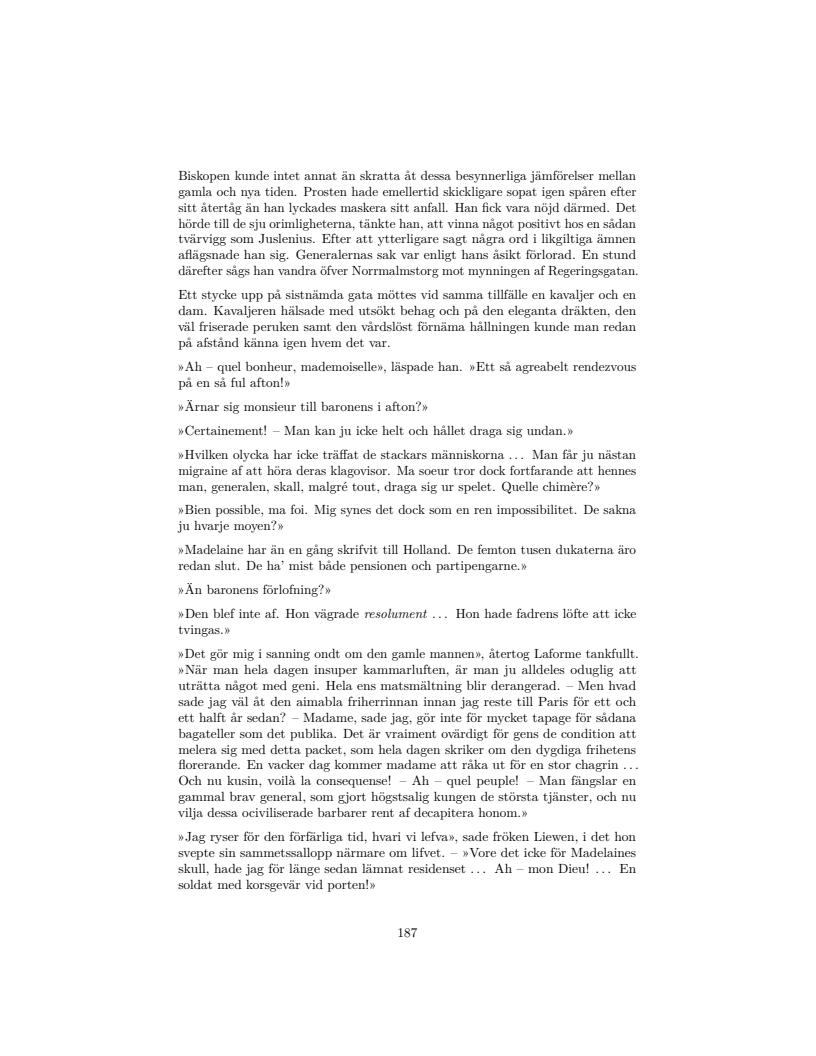 Biskopen kunde intet annat än skratta åt dessa besynnerliga jämförelser mellan
gamla och nya tiden. Prosten hade emellertid skickligare sopat igen spåren efter
sitt återtåg än han lyckades maskera sitt anfall. Han fick vara nöjd därmed. Det
hörde till de sju orimligheterna, tänkte han, att vinna något positivt hos en sådan
tvärvigg som Juslenius. Efter att ytterligare sagt några ord i likgiltiga ämnen
aflägsnade han sig. Generalernas sak var enligt hans åsikt förlorad. En stund
därefter sågs han vandra öfver Norrmalmstorg mot mynningen af Regeringsgatan.
Ett stycke upp på sistnämda gata möttes vid samma tillfälle en kavaljer och en
dam. Kavaljeren hälsade med utsökt behag och på den eleganta dräkten, den
väl friserade peruken samt den vårdslöst förnäma hållningen kunde man redan
på afstånd känna igen hvem det var.
»Ah – quel bonheur, mademoiselle», läspade han. »Ett så agreabelt rendezvous
på en så ful afton!»
»Ärnar sig monsieur till baronens i afton?»
»Certainement! – Man kan ju icke helt och hållet draga sig undan.»
»Hvilken olycka har icke träffat de stackars människorna ... Man får ju nästan
migraine af att höra deras klagovisor. Ma soeur tror dock fortfarande att hennes
man, generalen, skall, malgré tout, draga sig ur spelet. Quelle chimère?»
»Bien possible, ma foi. Mig synes det dock som en ren impossibilitet. De sakna
ju hvarje moyen?»
»Madelaine har än en gång skrifvit till Holland. De femton tusen dukaterna äro
redan slut. De ha’ mist både pensionen och partipengarne.»
»Än baronens förlofning?»
»Den blef inte af. Hon vägrade resolument ... Hon hade fadrens löfte att icke
tvingas.»
»Det gör mig i sanning ondt om den gamle mannen», återtog Laforme tankfullt.
»När man hela dagen insuper kammarluften, är man ju alldeles oduglig att
uträtta något med geni. Hela ens matsmältning blir derangerad. – Men hvad
sade jag väl åt den aimabla friherrinnan innan jag reste till Paris för ett och
ett halft år sedan? – Madame, sade jag, gör inte för mycket tapage för sådana
bagateller som det publika. Det är vraiment ovärdigt för gens de condition att
melera sig med detta packet, som hela dagen skriker om den dygdiga frihetens
florerande. En vacker dag kommer madame att råka ut för en stor chagrin ...
Och nu kusin, voilà la consequense! – Ah – quel peuple! – Man fängslar en
gammal brav general, som gjort högstsalig kungen de största tjänster, och nu
vilja dessa ociviliserade barbarer rent af decapitera honom.»
»Jag ryser för den förfärliga tid, hvari vi lefva», sade fröken Liewen, i det hon
svepte sin sammetssallopp närmare om lifvet. – »Vore det icke för Madelaines
skull, hade jag för länge sedan lämnat residenset ... Ah – mon Dieu! ... En
soldat med korsgevär vid porten!»
187